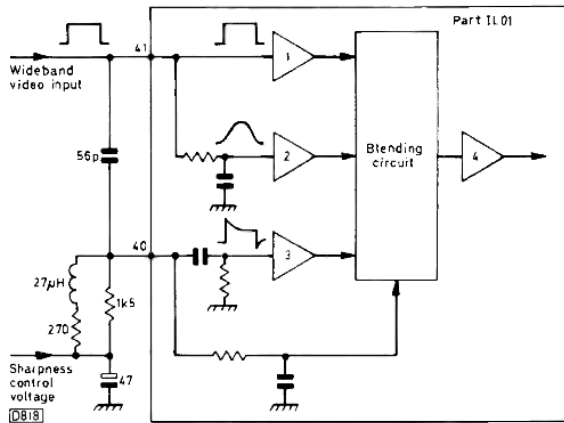 Part IL01
41
Wideband
video input
1
56p
2
Blending
circuit
4
40
3
27µH
1k5
270
Sharpness
control
voltage
47
D818